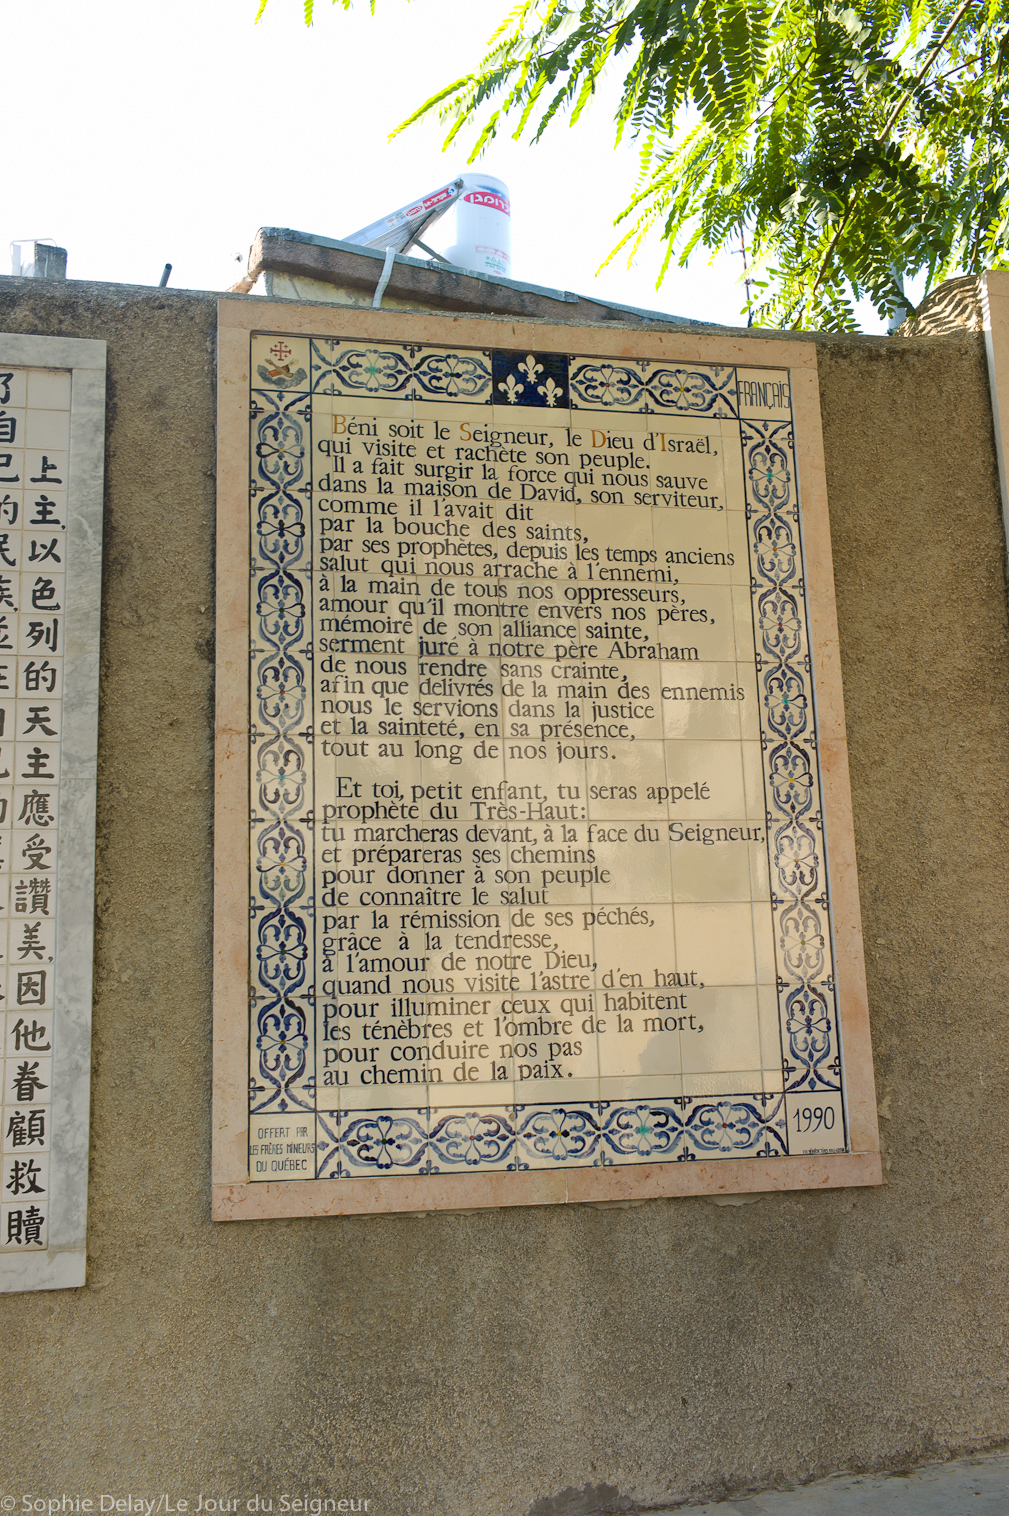 FRANÇAIS
Béni soit le Seigneur, le Dieu d'Israël,
qui visite et rachète son peuple.
Il a fait surgir la force qui nous sauve
dans la maison de David, son serviteur,
comme il l'avait dit
par la bouche des saints,
par ses prophètes, depuis les temps anciens
salut qui nous arrache à l'ennemi,
à la main de tous nos oppresseurs,
amour qu'il montre envers nos pères,
mémoire de son alliance sainte,
serment juré à notre père Abraham
de nous rendre sans crainte,
afin que delivrés de la main des ennemis
nous le servions dans la justice
et la sainteté, en sa présence,
tout au long de nos jours.
Et toi, petit enfant, tu seras appelé
prophète du Très-Haut:
tu marcheras devant, à la face du Seigneur,
et prépareras ses chemins
pour donner à son peuple
de connaître le salut
par la rémission de ses péchés,
grâce à la tendresse,
à l'amour de notre Dieu,
quand nous visite l'astre d'en haut,
pour illuminer ceux qui habitent
les ténèbres et l'ombre de la mort,
pour conduire nos pas
au chemin de la paix.
OFFERT PAR
LES FRÈRES MINEURS
DU QUÉBEC
1990
上主,以色列的天主應受讚美,因他眷顧救贖
© Sophie Delay/Le Jour du Seigneur